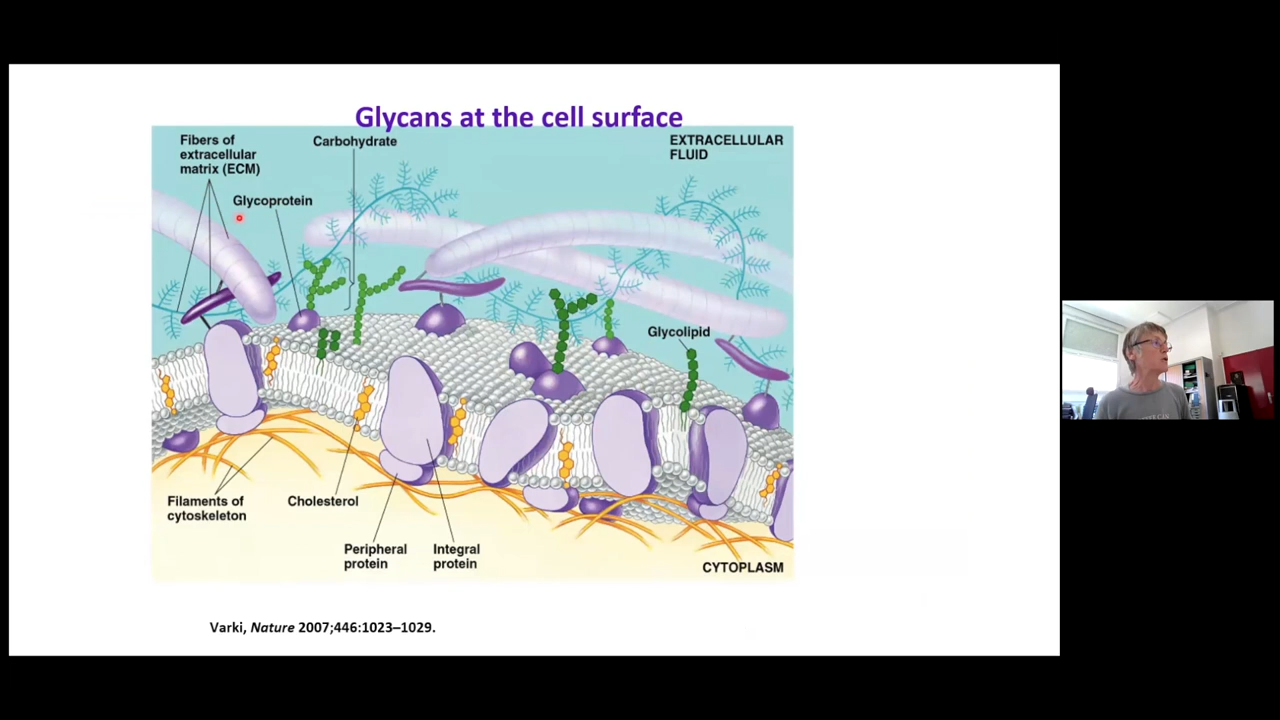 Glycans at the cell surface
Fibers of
extracellular
matrix (ECM)
Carbohydrate
EXTRACELLULAR
FLUID
Glycoprotein
Glycolipid
Filaments of
cytoskeleton
Cholesterol
Peripheral
protein
Integral
protein
CYTOPLASM
Varki, Nature 2007;446:1023–1029.